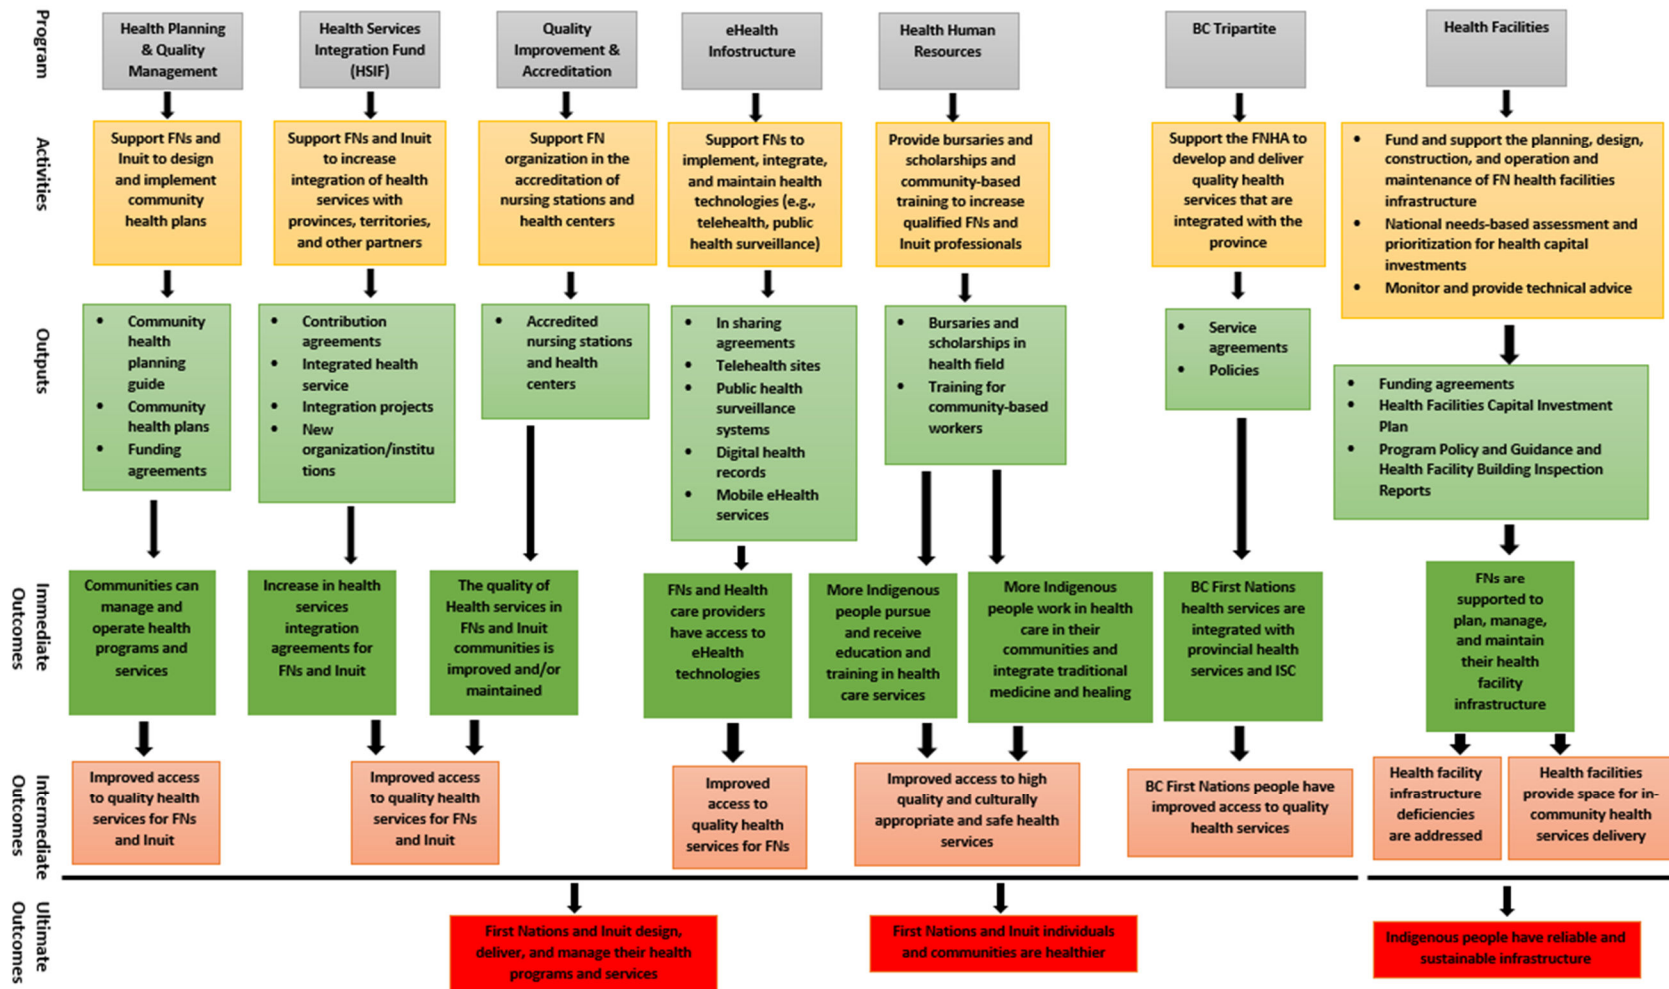 Program
Health Planning
& Quality
Management
Health Services
Integration Fund
(HSIF)
Quality
Improvement &
Accreditation
eHealth
Infostructure
Health Human
Resources
BC Tripartite
Health Facilities
Activities
Support FNs and
Inuit to design
and implement
community
health plans
Support FNs and Inuit
to increase
integration of health
services with
provinces, territories,
and other partners
Support FN
organization in the
accreditation of
nursing stations and
health centers
Support FNs to
implement, integrate,
and maintain health
technologies (e.g.,
telehealth, public
health surveillance)
Provide bursaries and
scholarships and
community-based
training to increase
qualified FNs and
Inuit professionals
Support the FNHA to
develop and deliver
quality health
services that are
integrated with the
province
• Fund and support the planning, design,
construction, and operation and
maintenance of FN health facilities
infrastructure
• National needs-based assessment and
prioritization for health capital
investments
• Monitor and provide technical advice
Outputs
• Community
health
planning
guide
• Community
health plans
• Funding
agreements
• Contribution
agreements
• Integrated health
service
• Integration projects
• New
organization/institu
tions
• Accredited
nursing stations
and health
centers
• In sharing
agreements
• Telehealth sites
• Public health
surveillance
systems
• Digital health
records
• Mobile eHealth
services
• Bursaries and
scholarships in
health field
• Training for
community-based
workers
• Service
agreements
• Policies
• Funding agreements
• Health Facilities Capital Investment
Plan
• Program Policy and Guidance and
Health Facility Building Inspection
Reports
Immediate
Outcomes
Communities can
manage and
operate health
programs and
services
Increase in health
services
integration
agreements for
FNs and Inuit
The quality of
Health services in
FNs and Inuit
communities is
improved and/or
maintained
FNs and Health
care providers
have access to
eHealth
technologies
More Indigenous
people pursue
and receive
education and
training in health
care services
More Indigenous
people work in health
care in their
communities and
integrate traditional
medicine and healing
BC First Nations
health services are
integrated with
provincial health
services and ISC
FNs are
supported to
plan, manage,
and maintain
their health
facility
infrastructure
Intermediate
Outcomes
Improved access
to quality health
services for FNs
and Inuit
Improved access
to quality health
services for FNs
and Inuit
Improved
access to
quality health
services for FNs
Improved access to high
quality and culturally
appropriate and safe health
services
BC First Nations people have
improved access to quality
health services
Health facility
infrastructure
deficiencies
are addressed
Health facilities
provide space for in-
community health
services delivery
Ultimate
Outcomes
First Nations and Inuit design,
deliver, and manage their health
programs and services
First Nations and Inuit individuals
and communities are healthier
Indigenous people have reliable and
sustainable infrastructure